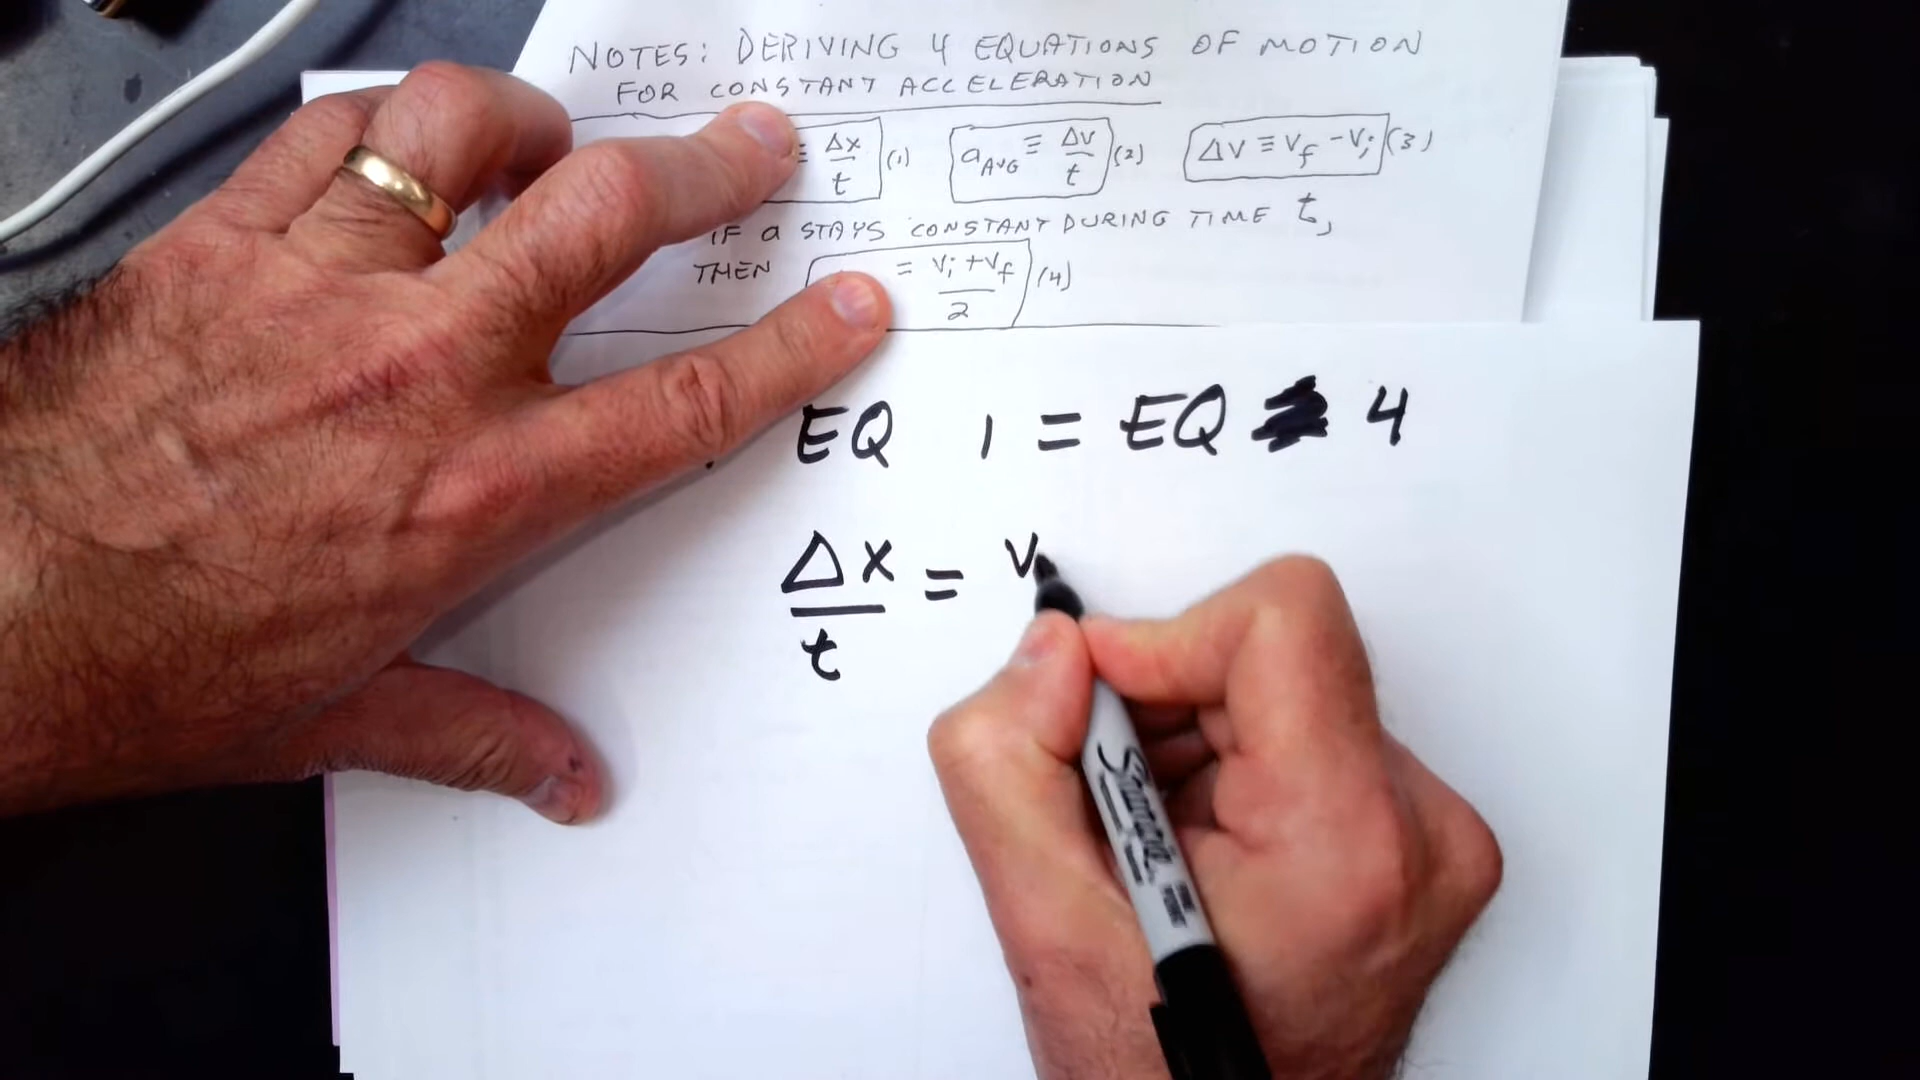 NOTES: DERIVING 4 EQUATIONS OF MOTION
FOR CONSTANT ACCELERATION
≡ Δx/t (1) a_AVG ≡ Δv/t (2) Δv ≡ v_f - v_i (3)
IF a STAYS CONSTANT DURING TIME t,
THEN = (v_i + v_f)/2 (4)
EQ 1 = EQ 4
Δx/t = v
Sharpie